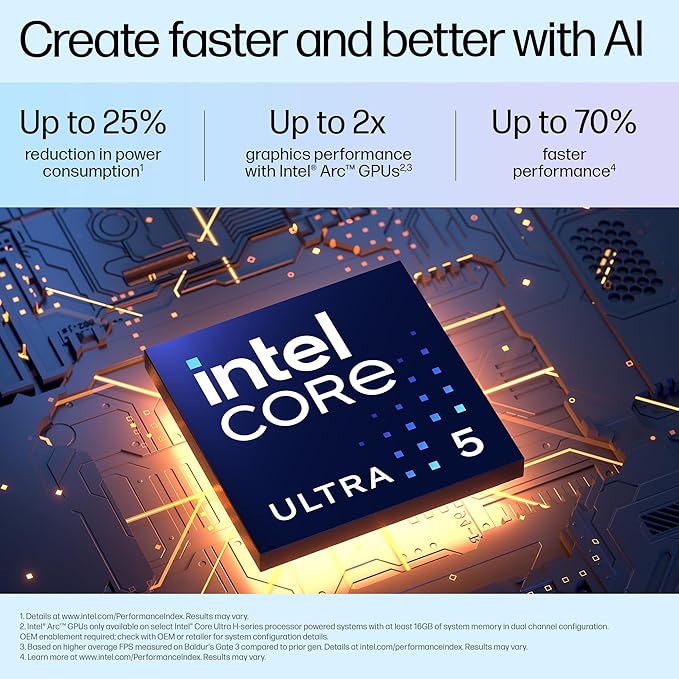 Create faster and better with AI
Up to 25%
reduction in power
consumption¹
Up to 2x
graphics performance
with Intel® Arc™ GPUs²,³
Up to 70%
faster
performance⁴
intel
CORE
ULTRA 5
1. Details at www.intel.com/PerformanceIndex. Results may vary.
2. Intel® Arc™ GPUs only available on select Intel® Core Ultra H-series processor powered systems with at least 16GB of system memory in dual channel configuration.
OEM enablement required; check with OEM or retailer for system configuration details.
3. Based on higher average FPS measured on Baldur's Gate 3 compared to prior gen. Details at intel.com/PerformanceIndex. Results may vary.
4. Learn more at www.intel.com/PerformanceIndex. Results may vary.